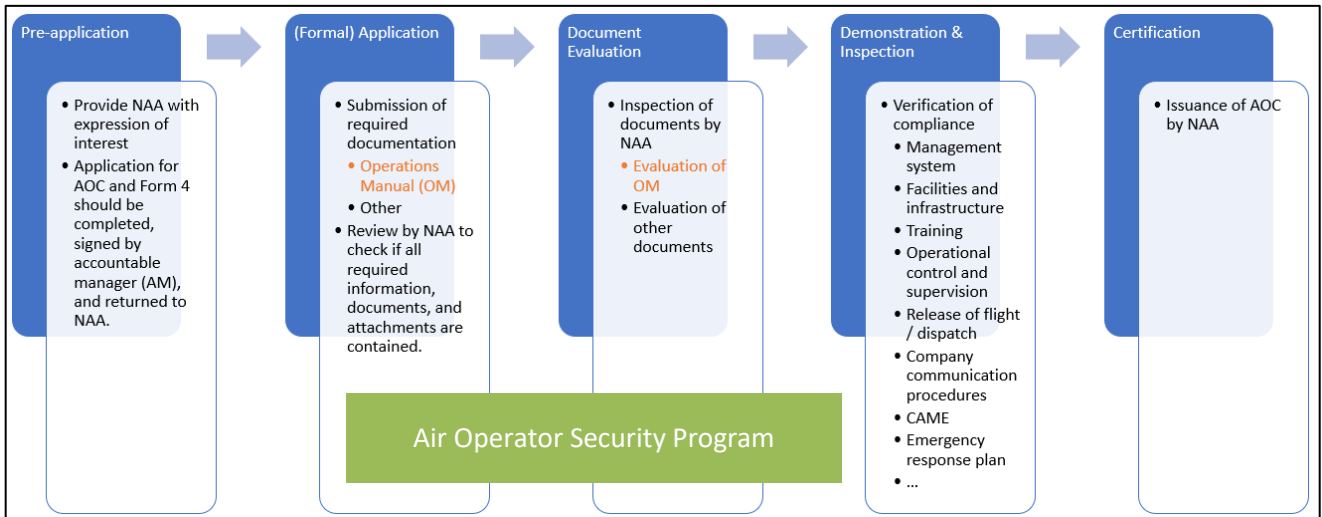 Pre-application
• Provide NAA with
expression of
interest
• Application for
AOC and Form 4
should be
completed,
signed by
accountable
manager (AM),
and returned to
NAA.
(Formal) Application
• Submission of
required
documentation
• Operations
Manual (OM)
• Other
• Review by NAA to
check if all
required
information,
documents, and
attachments are
contained.
Document
Evaluation
• Inspection of
documents by
NAA
• Evaluation of
OM
• Evaluation of
other
documents
Demonstration &
Inspection
• Verification of
compliance
• Management
system
• Facilities and
infrastructure
• Training
• Operational
control and
supervision
• Release of flight
/ dispatch
• Company
communication
procedures
• CAME
• Emergency
response plan
• ...
Certification
• Issuance of AOC
by NAA
Air Operator Security Program